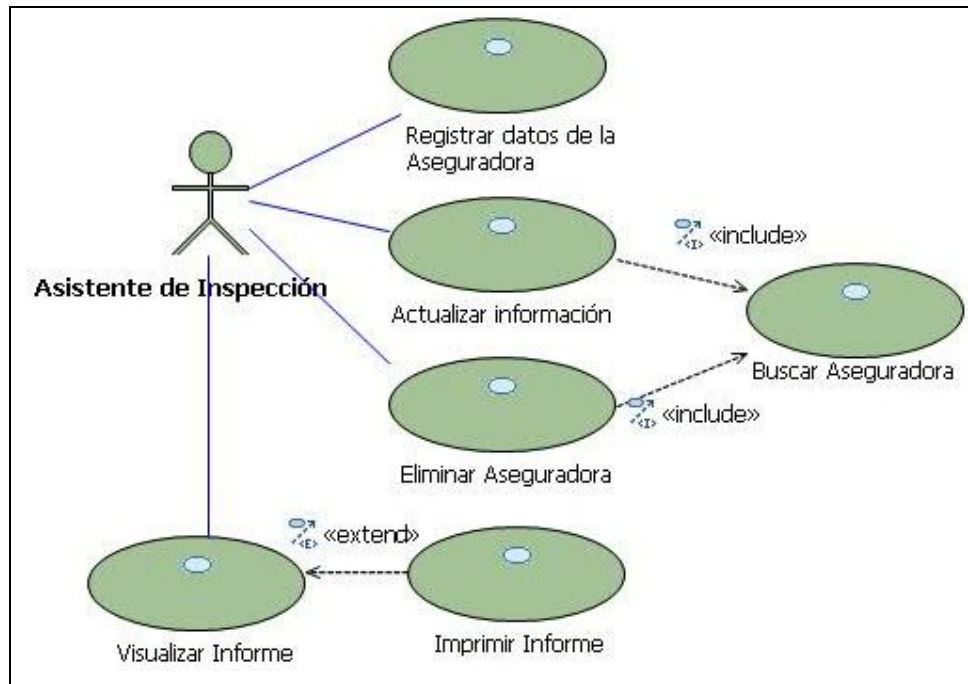 Registrar datos de la
Aseguradora
Asistente de Inspección
<I>
«include»
Actualizar información
Buscar Aseguradora
<I>
«include»
Eliminar Aseguradora
<E>
«extend»
Visualizar Informe
Imprimir Informe